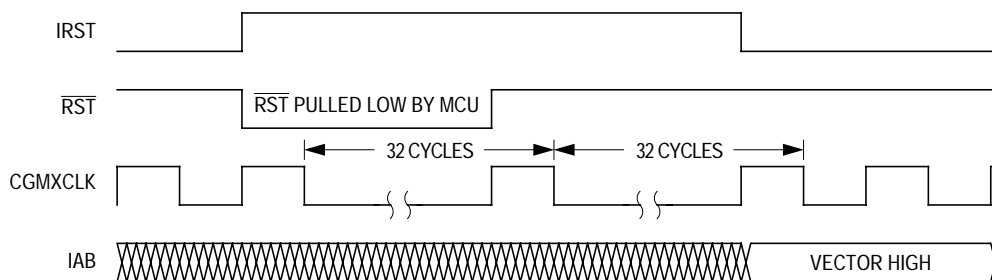 IRST
RST
RST PULLED LOW BY MCU
32 CYCLES
32 CYCLES
CGMXCLK
IAB
VECTOR HIGH